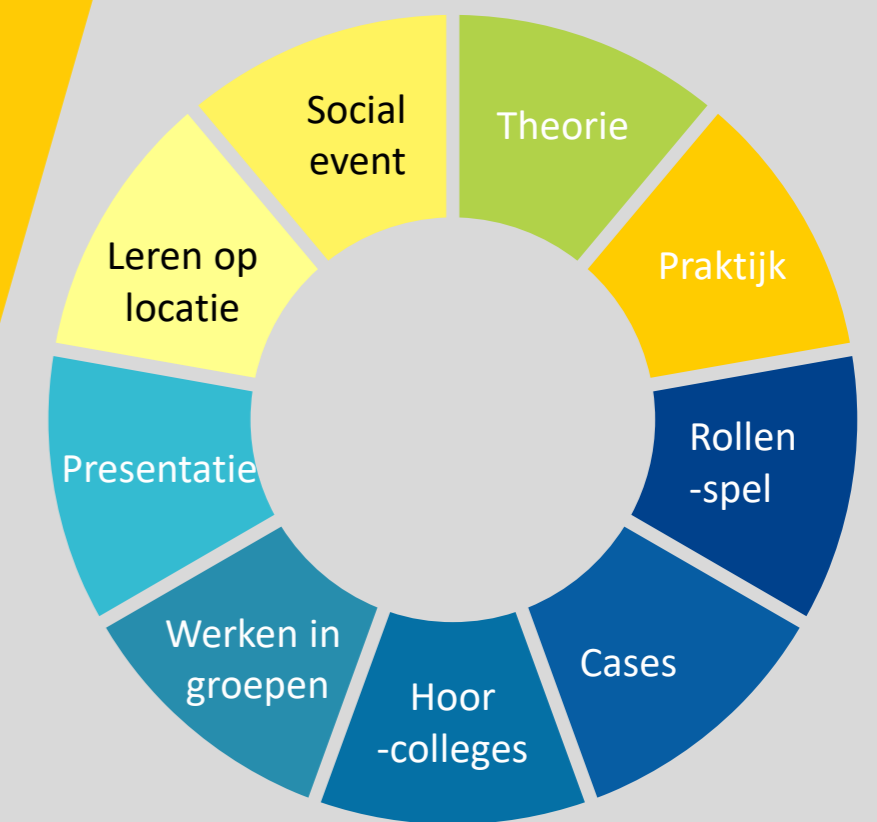 Theorie
Praktijk
Rollen
-spel
Cases
Hoor
-colleges
Werken in
groepen
Presentatie
Leren op
locatie
Social
event